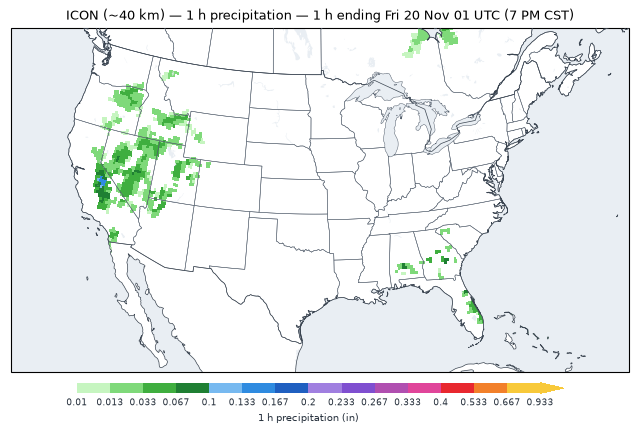 ICON (~40 km) — 1 h precipitation — 1 h ending Fri 20 Nov 01 UTC (7 PM CST)
0.01 0.013 0.033 0.067 0.1 0.133 0.167 0.2 0.233 0.267 0.333 0.4 0.533 0.667 0.933
1 h precipitation (in)